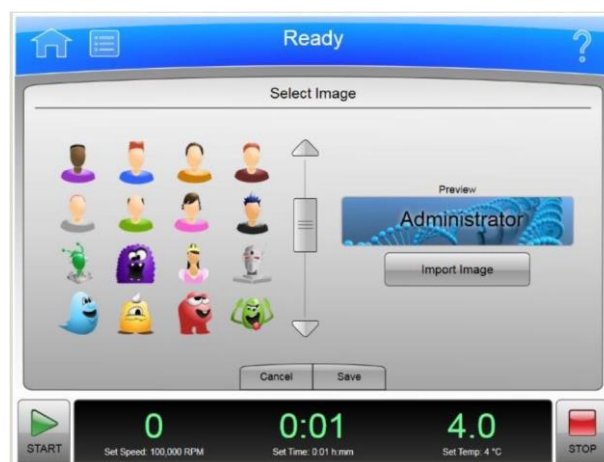 Ready
?
Select Image
Preview
Administrator
Import Image
Cancel Save
START
0 0:01 4.0
Set Speed: 100,000 RPM Set Time: 0:01 h:mm Set Temp: 4 °C
STOP